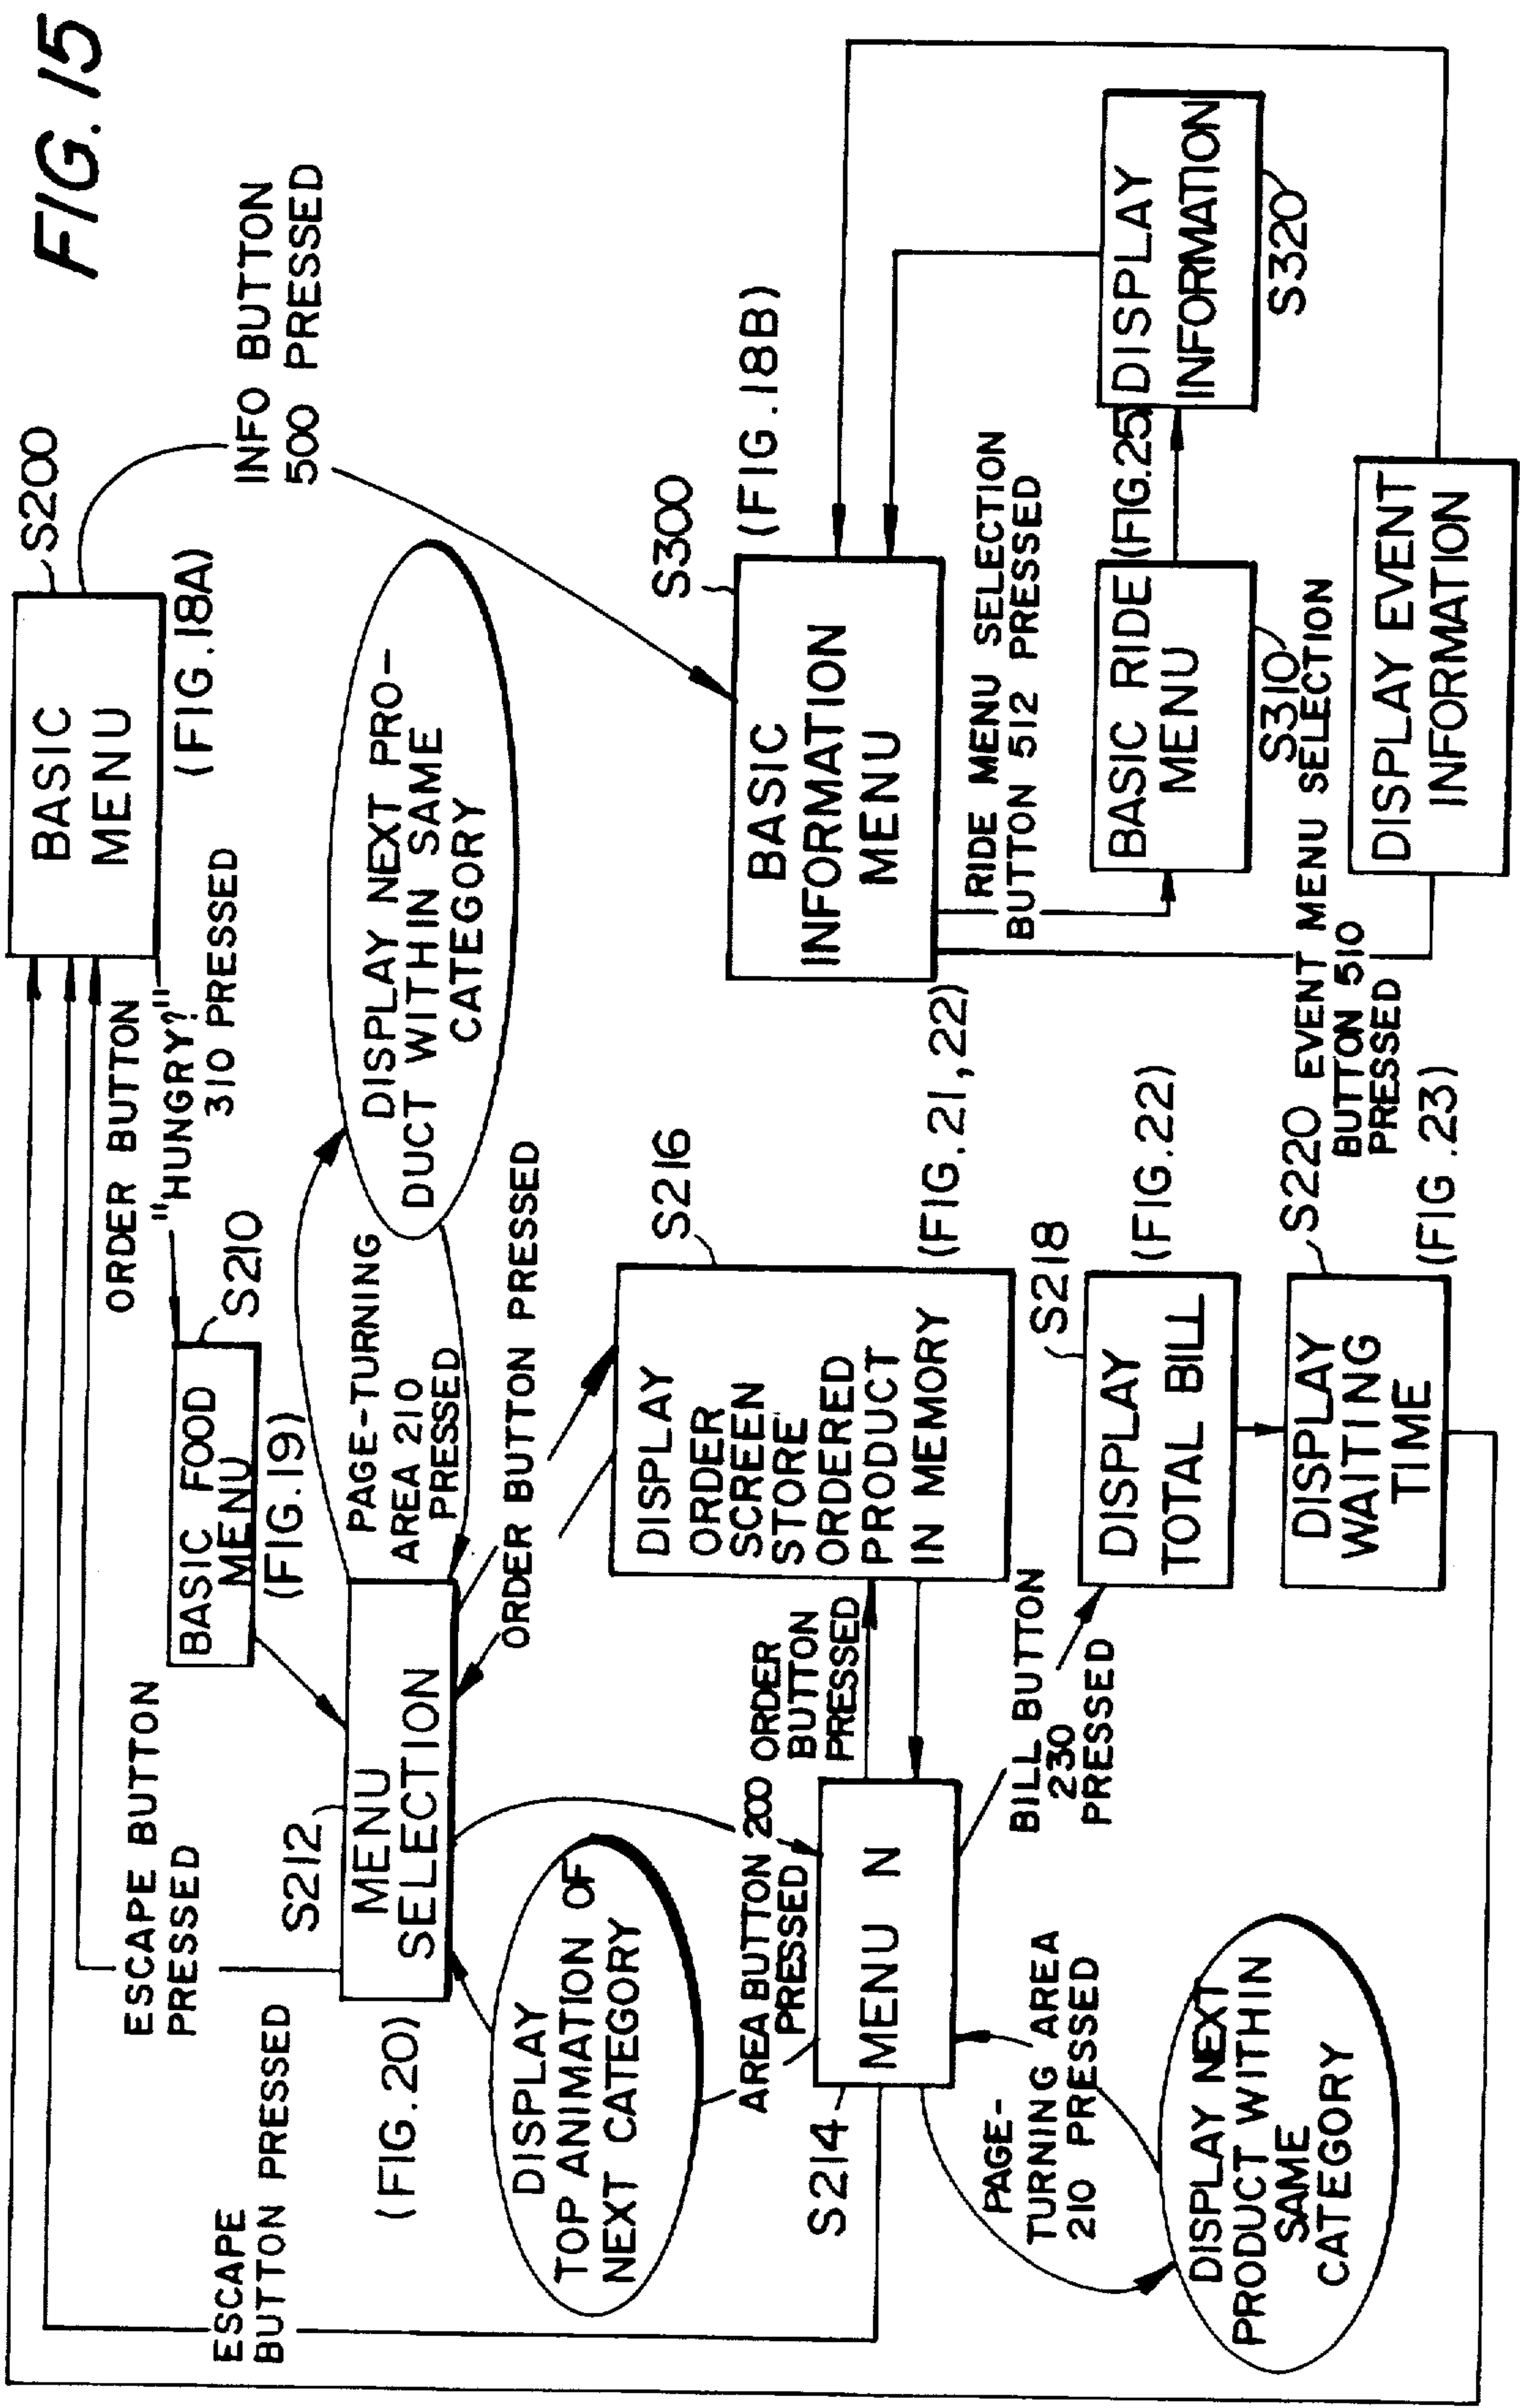 FIG. 15
S200
BASIC
MENU
(FIG. 18A)
INFO BUTTON
500 PRESSED
ORDER BUTTON
"HUNGRY?"
310 PRESSED
S210
BASIC FOOD
MENU
(FIG. 19)
ESCAPE BUTTON
PRESSED
ESCAPE
BUTTON PRESSED
S212
MENU
SELECTION
(FIG. 20)
PAGE-TURNING
AREA 210
PRESSED
DISPLAY NEXT PRO-
DUCT WITHIN SAME
CATEGORY
ORDER BUTTON PRESSED
DISPLAY
TOP ANIMATION OF
NEXT CATEGORY
S216
DISPLAY
ORDER
SCREEN
STORE
ORDERED
PRODUCT
IN MEMORY
(FIG. 21, 22)
AREA BUTTON 200
PRESSED
ORDER
BUTTON
PRESSED
S214
MENU N
PAGE-
TURNING AREA
210 PRESSED
DISPLAY NEXT
PRODUCT WITHIN
SAME
CATEGORY
BILL BUTTON
230
PRESSED
S218
DISPLAY
TOTAL BILL
(FIG. 22)
S220
DISPLAY
WAITING
TIME
(FIG. 23)
S300
BASIC
INFORMATION
MENU
(FIG. 18B)
RIDE MENU SELECTION
BUTTON 512 PRESSED
BASIC RIDE
MENU
S310
(FIG.25)
DISPLAY
INFORMATION
S320
EVENT MENU SELECTION
BUTTON 510
PRESSED
DISPLAY EVENT
INFORMATION